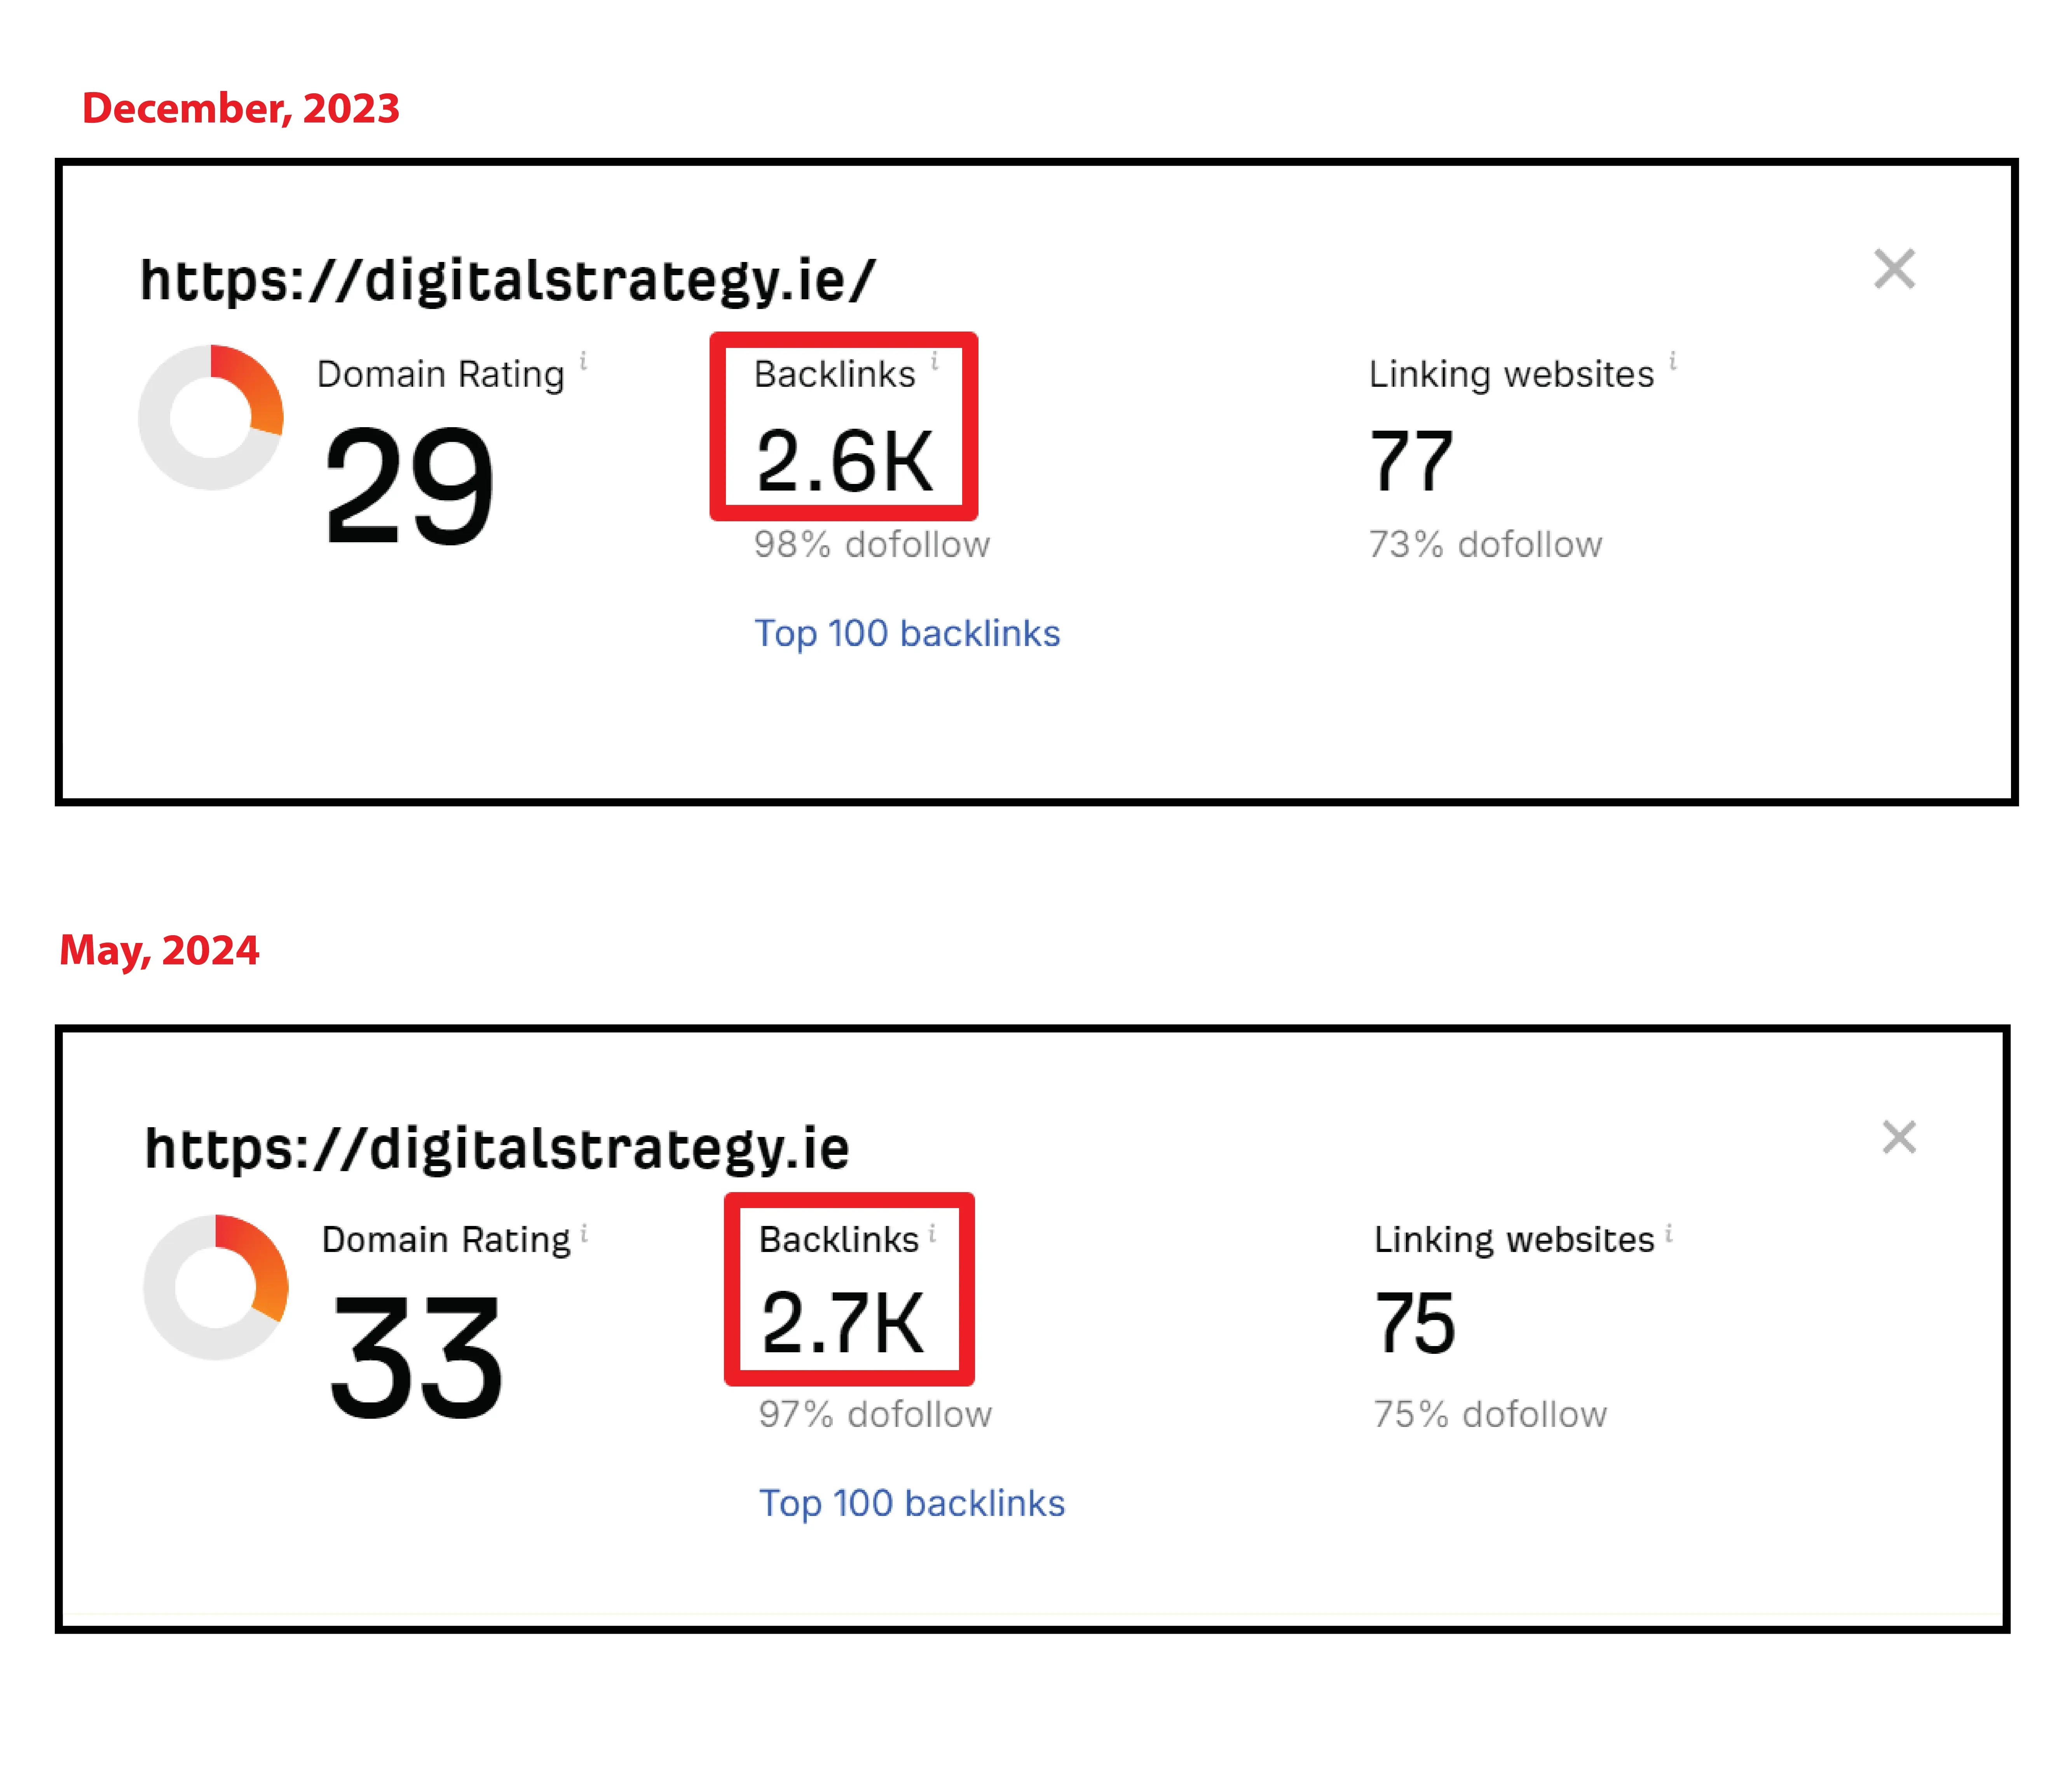 December, 2023
https://digitalstrategy.ie/
Domain Rating i
Backlinks i
Linking websites i
29
2.6K
77
98% dofollow
73% dofollow
Top 100 backlinks
May, 2024
https://digitalstrategy.ie
Domain Rating i
Backlinks i
Linking websites i
33
2.7K
75
97% dofollow
75% dofollow
Top 100 backlinks